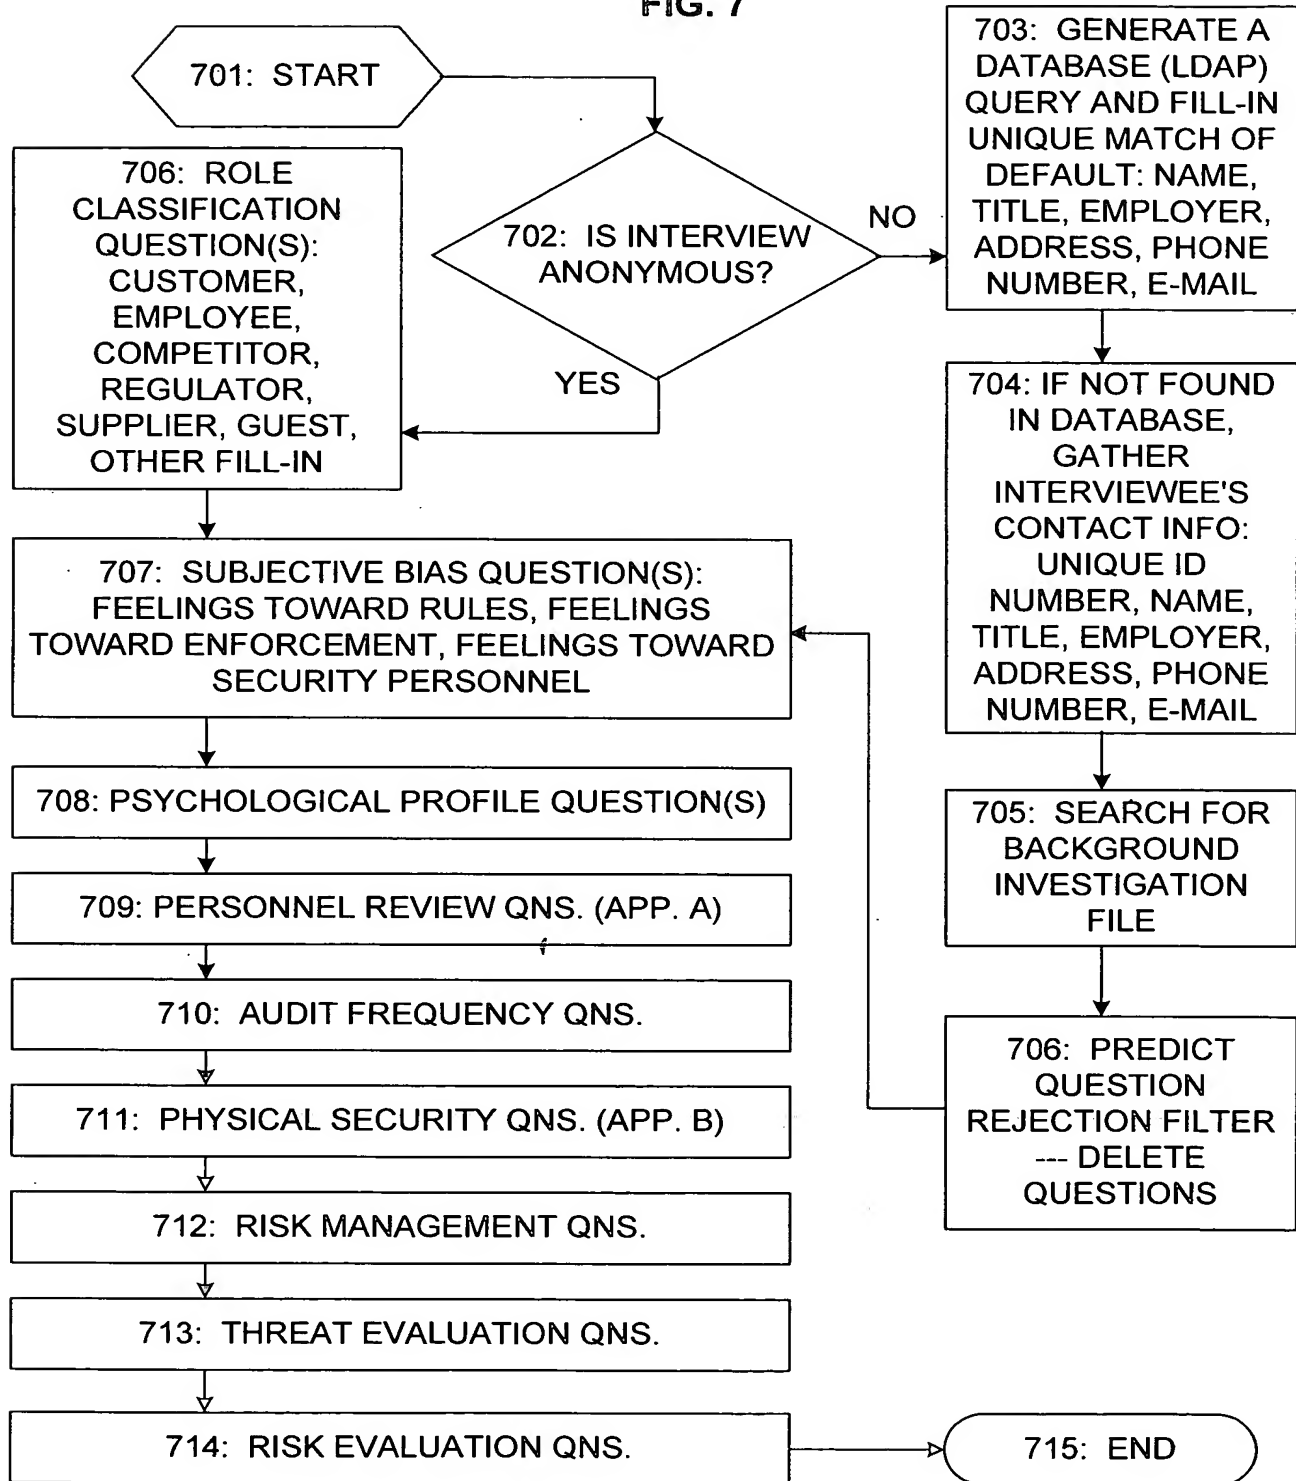 FIG. 7
701: START
702: IS INTERVIEW
ANONYMOUS?
NO
YES
703: GENERATE A
DATABASE (LDAP)
QUERY AND FILL-IN
UNIQUE MATCH OF
DEFAULT: NAME,
TITLE, EMPLOYER,
ADDRESS, PHONE
NUMBER, E-MAIL
704: IF NOT FOUND
IN DATABASE,
GATHER
INTERVIEWEE'S
CONTACT INFO:
UNIQUE ID
NUMBER, NAME,
TITLE, EMPLOYER,
ADDRESS, PHONE
NUMBER, E-MAIL
705: SEARCH FOR
BACKGROUND
INVESTIGATION
FILE
706: PREDICT
QUESTION
REJECTION FILTER
--- DELETE
QUESTIONS
706: ROLE
CLASSIFICATION
QUESTION(S):
CUSTOMER,
EMPLOYEE,
COMPETITOR,
REGULATOR,
SUPPLIER, GUEST,
OTHER FILL-IN
707: SUBJECTIVE BIAS QUESTION(S):
FEELINGS TOWARD RULES, FEELINGS
TOWARD ENFORCEMENT, FEELINGS TOWARD
SECURITY PERSONNEL
708: PSYCHOLOGICAL PROFILE QUESTION(S)
709: PERSONNEL REVIEW QNS. (APP. A)
710: AUDIT FREQUENCY QNS.
711: PHYSICAL SECURITY QNS. (APP. B)
712: RISK MANAGEMENT QNS.
713: THREAT EVALUATION QNS.
714: RISK EVALUATION QNS.
715: END